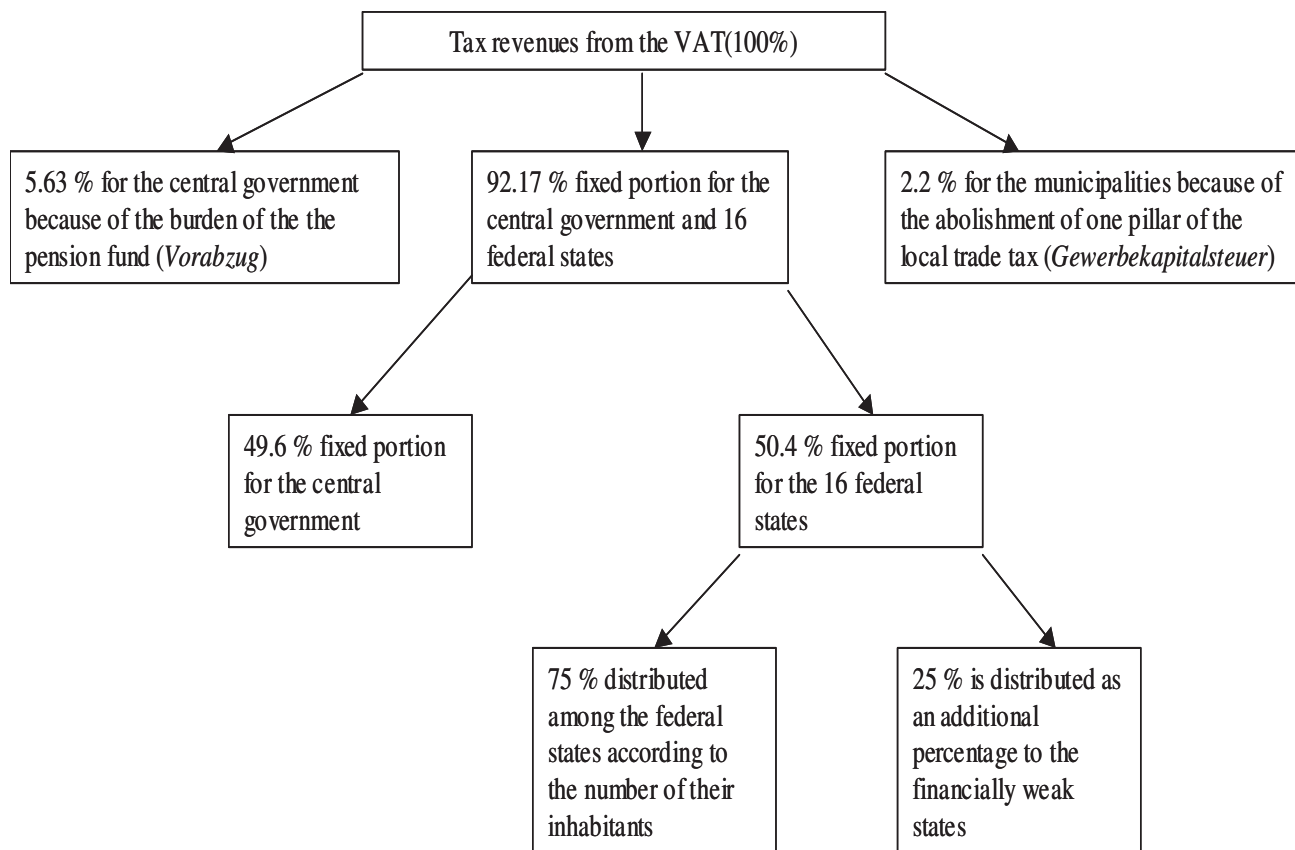 Tax revenues from the VAT(100%)
5.63 % for the central government
because of the burden of the the
pension fund (Vorabzug)
92.17 % fixed portion for the
central government and 16
federal states
2.2 % for the municipalities because of
the abolishment of one pillar of the
local trade tax (Gewerbekapitalsteuer)
49.6 % fixed portion
for the central
government
50.4 % fixed portion
for the 16 federal
states
75 % distributed
among the federal
states according to
the number of their
inhabitants
25 % is distributed as
an additional
percentage to the
financially weak
states